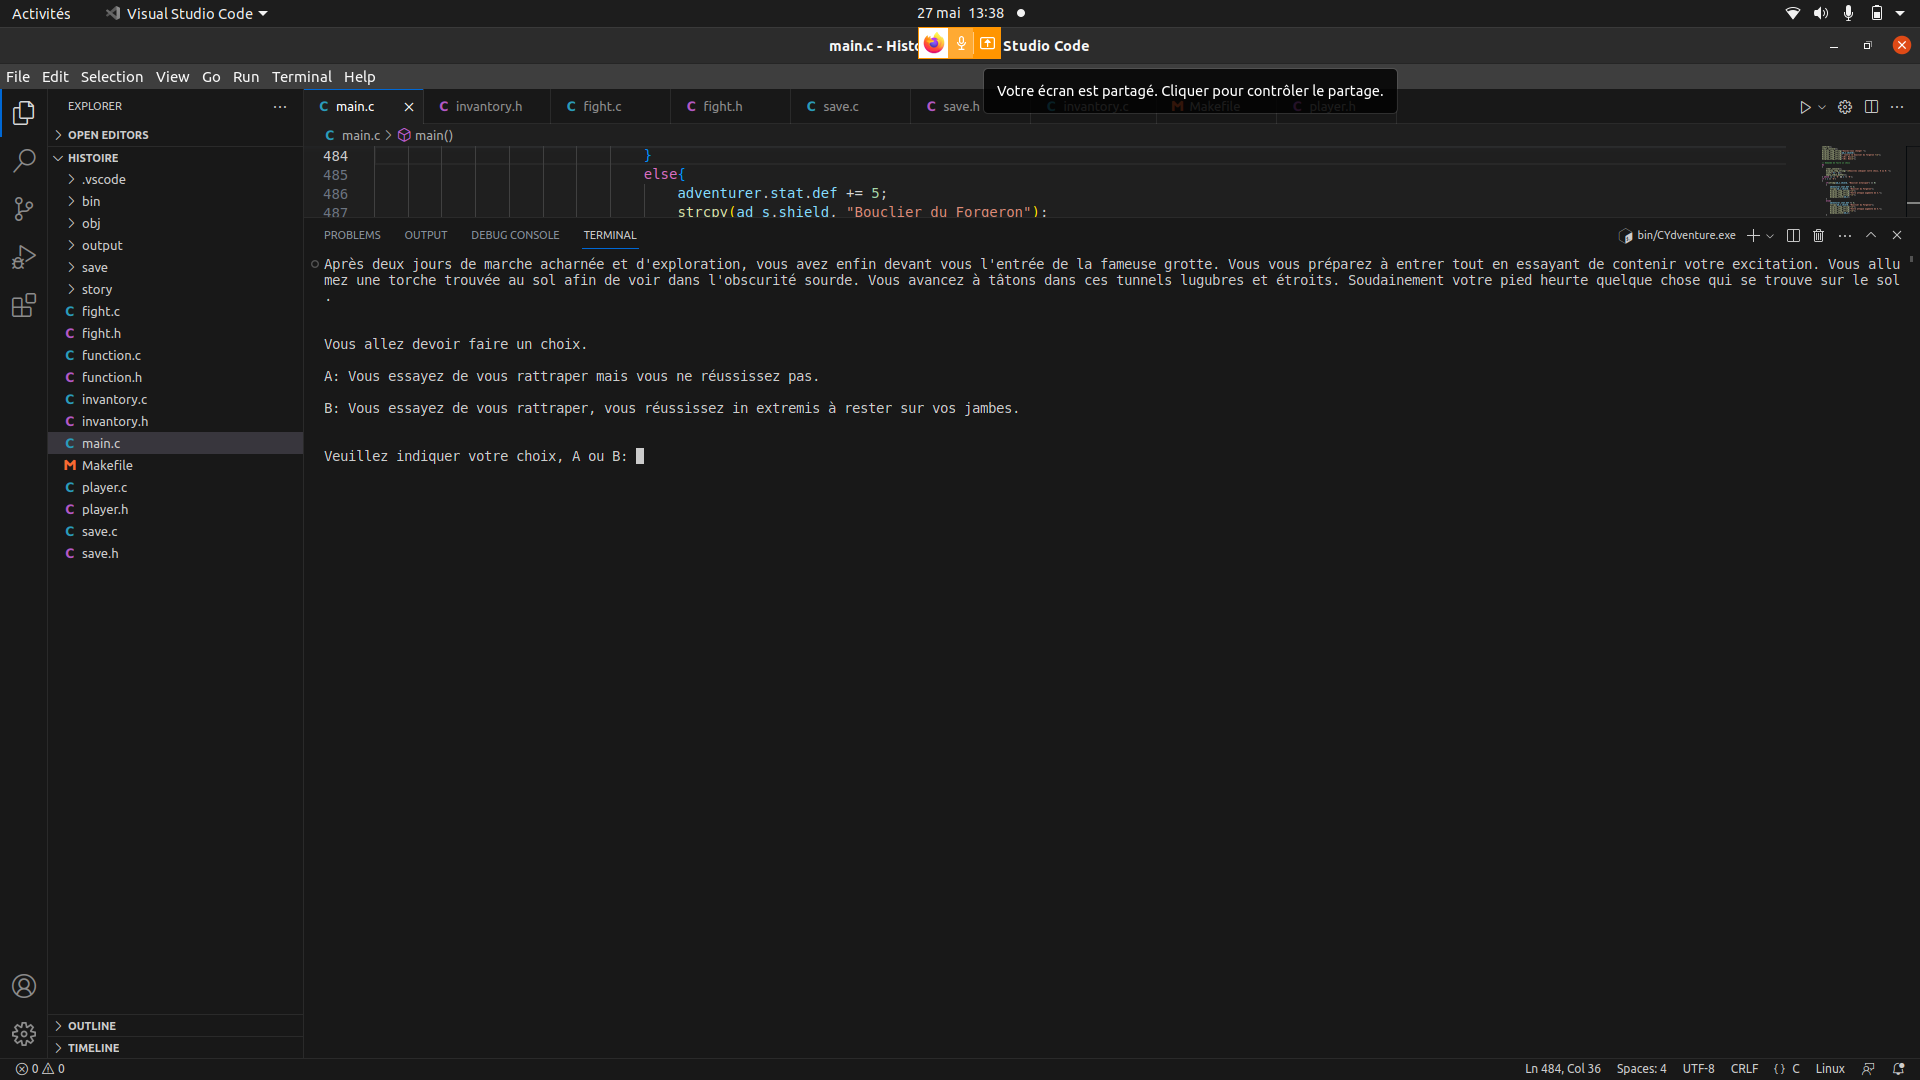 Activités
Visual Studio Code
27 mai 13:38
main.c - Histo
Studio Code
File Edit Selection View Go Run Terminal Help
Votre écran est partagé. Cliquer pour contrôler le partage.
EXPLORER
main.c
invantory.h
fight.c
fight.h
save.c
save.h
invantory.c
Makefile
player.h
OPEN EDITORS
main.c > main()
HISTOIRE
.vscode
bin
obj
output
save
story
fight.c
fight.h
function.c
function.h
invantory.c
invantory.h
main.c
Makefile
player.c
player.h
save.c
save.h
OUTLINE
TIMELINE
484 }
485 else{
486 adventurer.stat.def += 5;
487 strcpy(ad_s.shield, "Bouclier du Forgeron");
PROBLEMS OUTPUT DEBUG CONSOLE TERMINAL
bin/CYdventure.exe
Après deux jours de marche acharnée et d'exploration, vous avez enfin devant vous l'entrée de la fameuse grotte. Vous vous préparez à entrer tout en essayant de contenir votre excitation. Vous allu
mez une torche trouvée au sol afin de voir dans l'obscurité sourde. Vous avancez à tâtons dans ces tunnels lugubres et étroits. Soudainement votre pied heurte quelque chose qui se trouve sur le sol
.
Vous allez devoir faire un choix.
A: Vous essayez de vous rattraper mais vous ne réussissez pas.
B: Vous essayez de vous rattraper, vous réussissez in extremis à rester sur vos jambes.
Veuillez indiquer votre choix, A ou B:
0 0
Ln 484, Col 36 Spaces: 4 UTF-8 CRLF {} C Linux